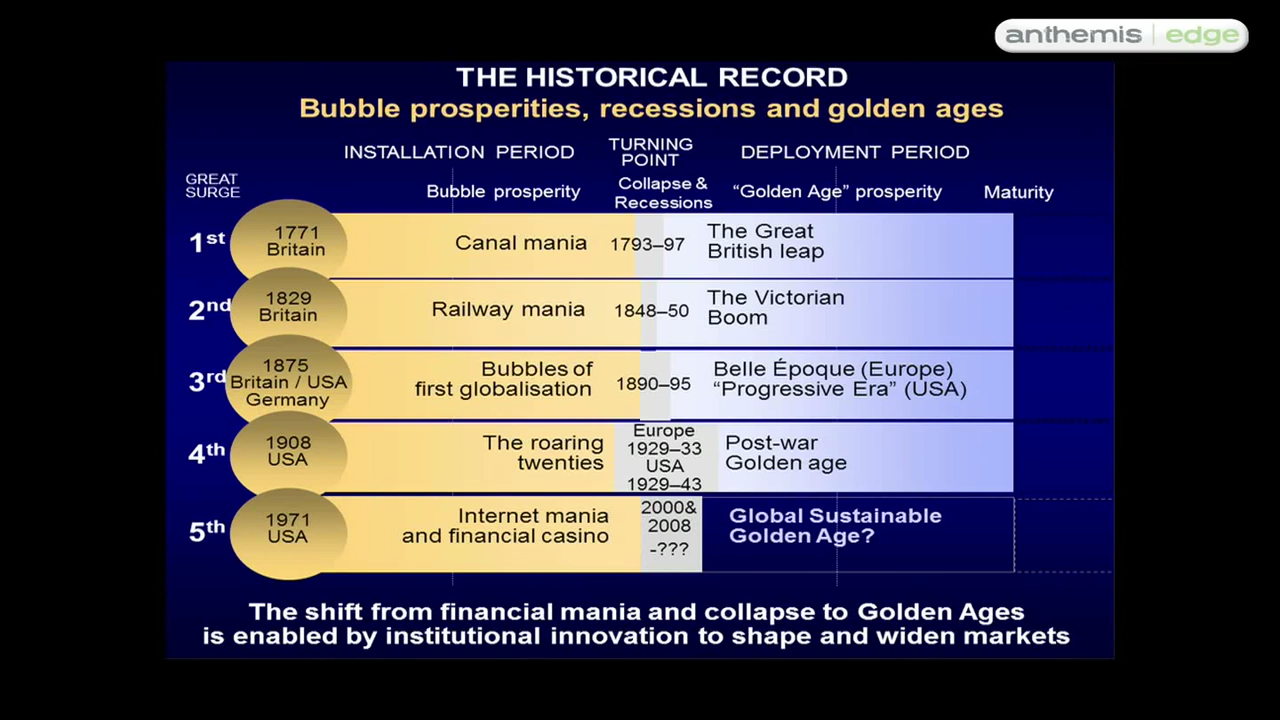 anthemis | edge
THE HISTORICAL RECORD
Bubble prosperities, recessions and golden ages
INSTALLATION PERIOD
TURNING
POINT
DEPLOYMENT PERIOD
GREAT
SURGE
Bubble prosperity
Collapse &
Recessions
“Golden Age” prosperity
Maturity
1st
1771
Britain
Canal mania
1793–97
The Great
British leap
2nd
1829
Britain
Railway mania
1848–50
The Victorian
Boom
3rd
1875
Britain / USA
Germany
Bubbles of
first globalisation
1890–95
Belle Époque (Europe)
“Progressive Era” (USA)
4th
1908
USA
The roaring
twenties
Europe
1929–33
USA
1929–43
Post-war
Golden age
5th
1971
USA
Internet mania
and financial casino
2000&
2008
-???
Global Sustainable
Golden Age?
The shift from financial mania and collapse to Golden Ages
is enabled by institutional innovation to shape and widen markets